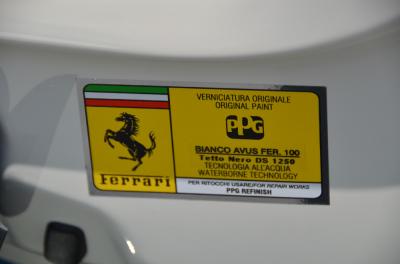 Ferrari
VERNICIATURA ORIGINALE
ORIGINAL PAINT
PPG
BIANCO AVUS FER. 100
Tetto Nero DS 1250
TECNOLOGIA ALL'ACQUA
WATERBORNE TECHNOLOGY
PER RITOCCHI USARE/FOR REPAIR WORKS
PPG REFINISH